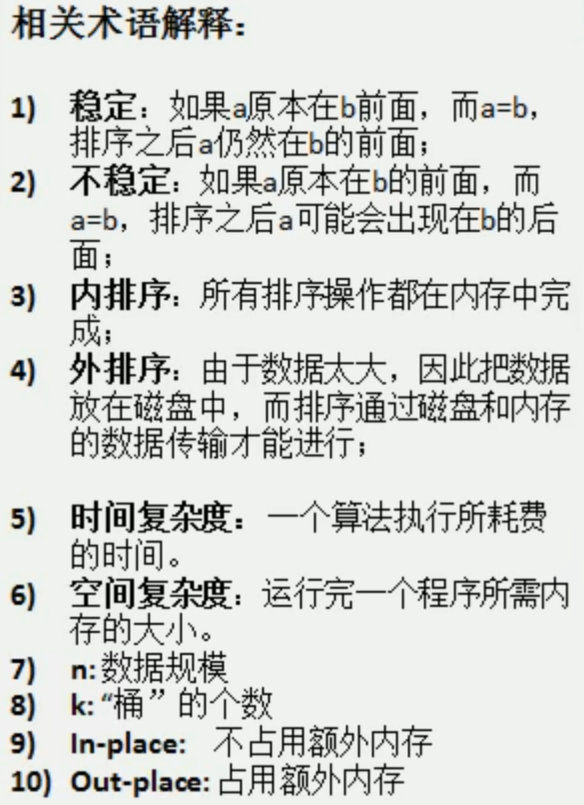 相关术语解释：
1) 稳定：如果a原本在b前面，而a=b，
排序之后a仍然在b的前面；
2) 不稳定：如果a原本在b的前面，而
a=b，排序之后a可能会出现在b的后
面；
3) 内排序：所有排序操作都在内存中完
成；
4) 外排序：由于数据太大，因此把数据
放在磁盘中，而排序通过磁盘和内存
的数据传输才能进行；
5) 时间复杂度：一个算法执行所耗费
的时间。
6) 空间复杂度：运行完一个程序所需内
存的大小。
7) n:数据规模
8) k:“桶”的个数
9) In-place: 不占用额外内存
10) Out-place:占用额外内存